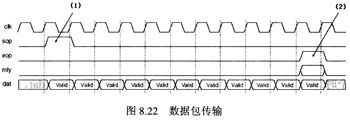 (1)
(2)
clk
sop
eop
mty
dat
Valid Valid Valid Valid Valid Valid Valid Valid Valid Valid
图 8.22 数据包传输